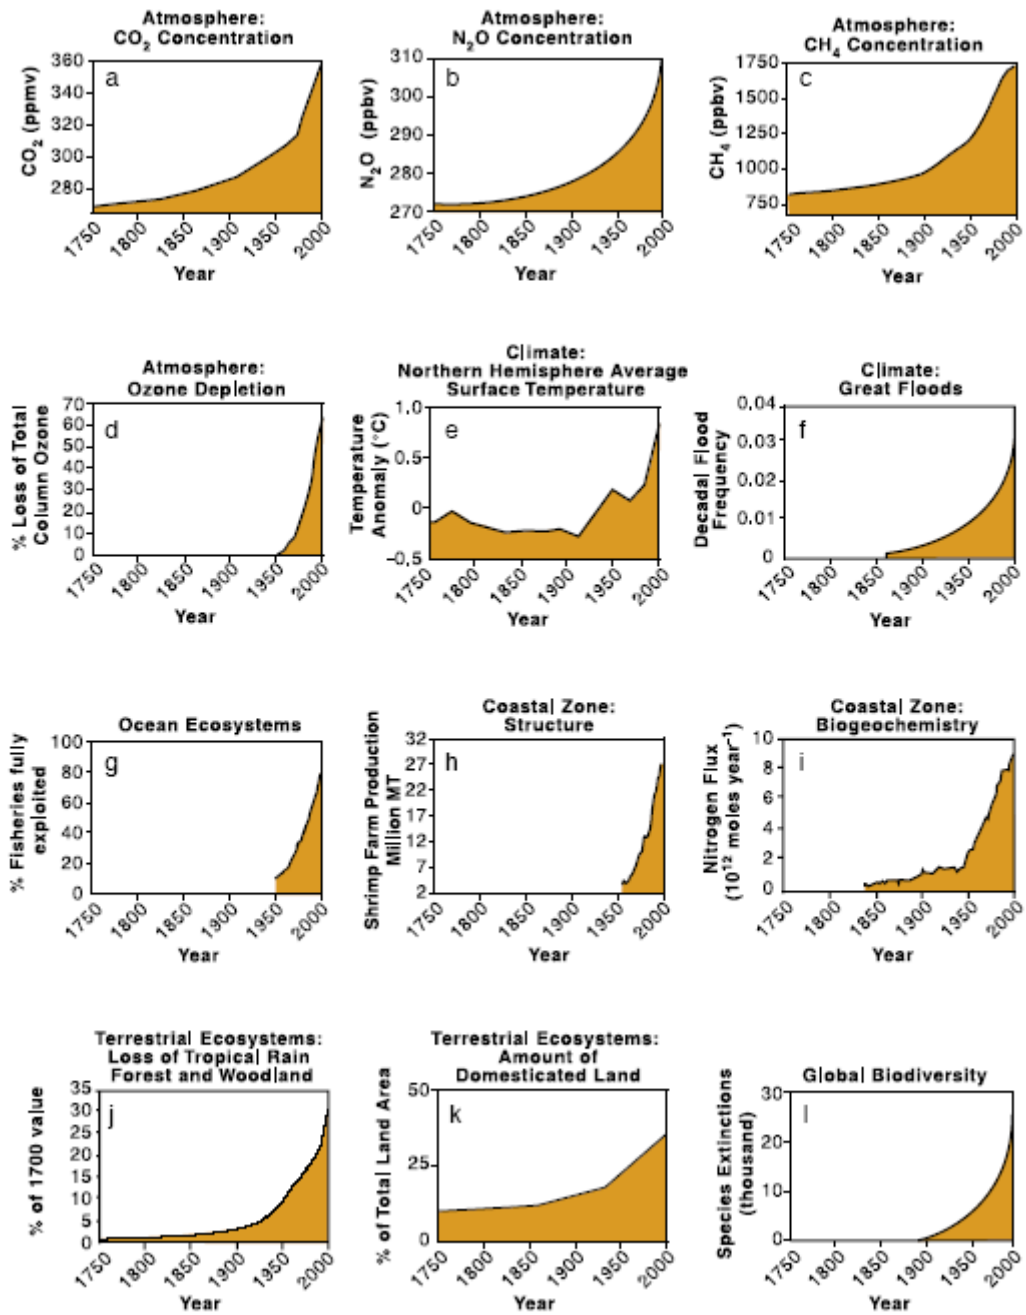 Atmosphere:
CO2 Concentration
a
CO2 (ppmv)
360
340
320
300
280
1750
1800
1850
1900
1950
2000
Year
Atmosphere:
N2O Concentration
b
N2O (ppbv)
310
300
290
280
270
1750
1800
1850
1900
1950
2000
Year
Atmosphere:
CH4 Concentration
c
CH4 (ppbv)
1750
1500
1250
1000
750
1750
1800
1850
1900
1950
2000
Year
Atmosphere:
Ozone Depletion
d
% Loss of Total
Column Ozone
70
60
50
40
30
20
10
0
1750
1800
1850
1900
1950
2000
Year
Climate:
Northern Hemisphere Average
Surface Temperature
e
Temperature
Anomaly (°C)
1.0
0.5
0
–0.5
1750
1800
1850
1900
1950
2000
Year
Climate:
Great Floods
f
Decadal Flood
Frequency
0.04
0.03
0.01
0.01
0
1750
1800
1850
1900
1950
2000
Year
Ocean Ecosystems
g
% Fisheries fully
exploited
100
80
60
40
20
0
1750
1800
1850
1900
1950
2000
Year
Coastal Zone:
Structure
h
Shrimp Farm Production
Million MT
32
27
22
17
12
7
2
1750
1800
1850
1900
1950
2000
Year
Coastal Zone:
Biogeochemistry
i
Nitrogen Flux
(10¹² moles year⁻¹)
10
8
6
4
2
0
1750
1800
1850
1900
1950
2000
Year
Terrestrial Ecosystems:
Loss of Tropical Rain
Forest and Woodland
j
% of 1700 value
35
30
25
20
15
10
5
0
1750
1800
1850
1900
1950
2000
Year
Terrestrial Ecosystems:
Amount of
Domesticated Land
k
% of Total Land Area
50
25
0
1750
1800
1850
1900
1950
2000
Year
Global Biodiversity
l
Species Extinctions
(thousand)
30
20
10
0
1750
1800
1850
1900
1950
2000
Year